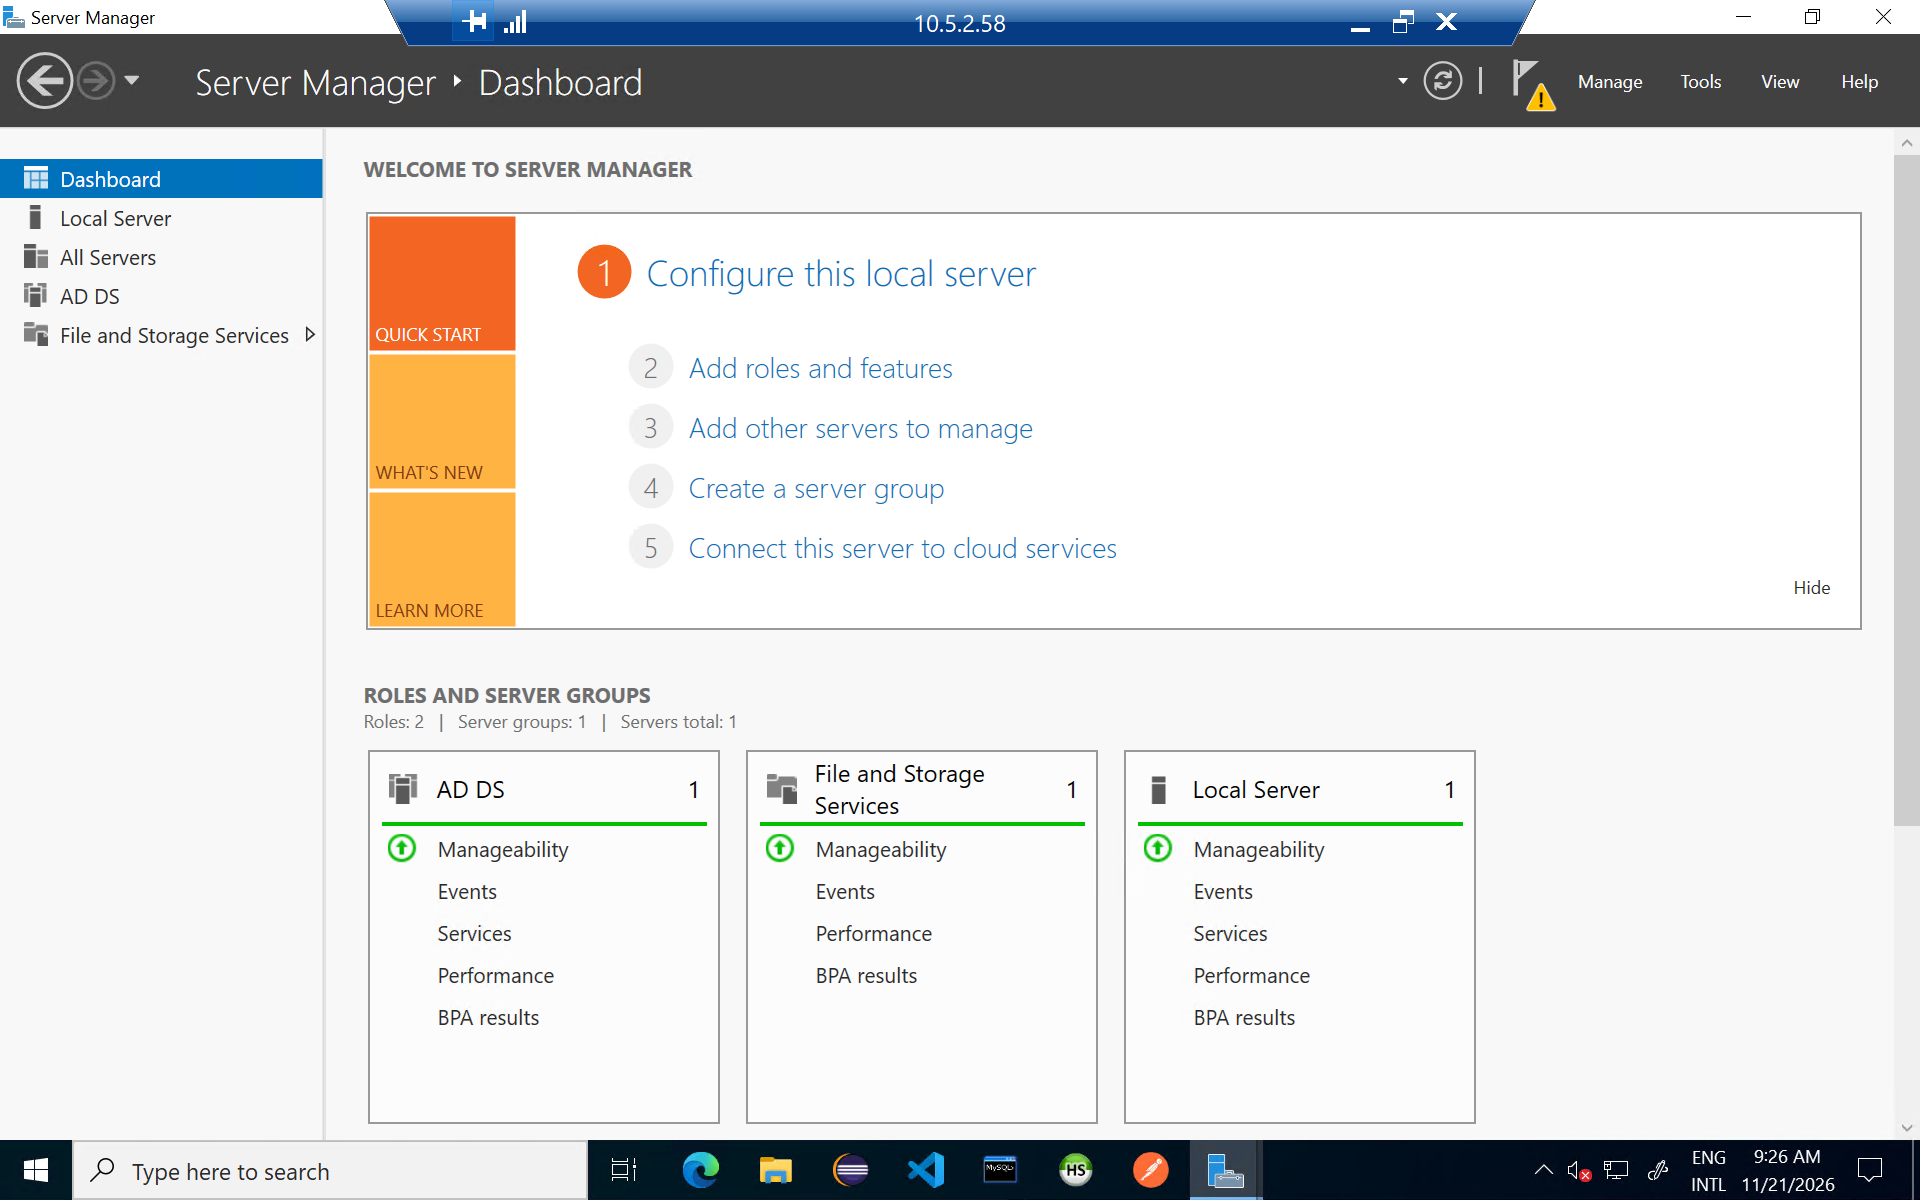 Server Manager
10.5.2.58
Server Manager
Dashboard
Manage
Tools
View
Help
Dashboard
Local Server
All Servers
AD DS
File and Storage Services
WELCOME TO SERVER MANAGER
QUICK START
WHAT'S NEW
LEARN MORE
1 Configure this local server
2 Add roles and features
3 Add other servers to manage
4 Create a server group
5 Connect this server to cloud services
Hide
ROLES AND SERVER GROUPS
Roles: 2 | Server groups: 1 | Servers total: 1
AD DS 1
Manageability
Events
Services
Performance
BPA results
File and Storage
Services
1
Manageability
Events
Performance
BPA results
Local Server 1
Manageability
Events
Services
Performance
BPA results
Type here to search
MySQL>
HS
ENG
INTL
9:26 AM
11/21/2026